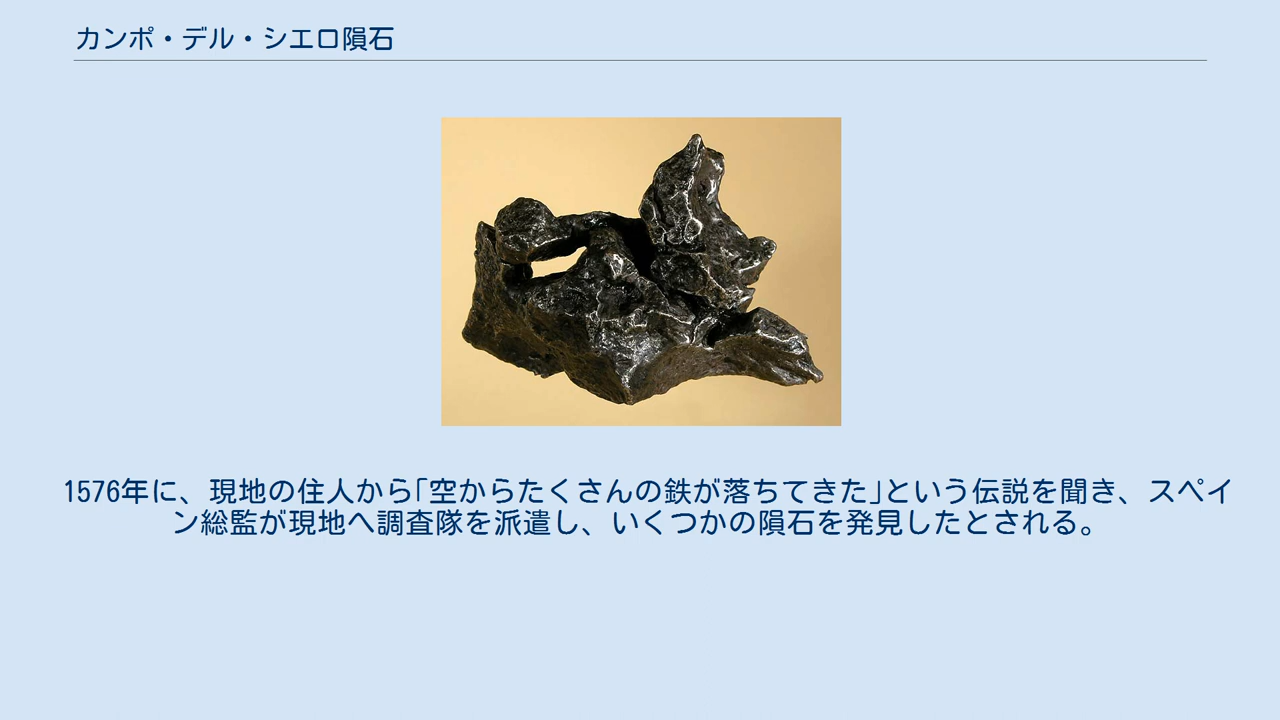 カンポ・デル・シエロ隕石
1576年に、現地の住人から｢空からたくさんの鉄が落ちてきた｣という伝説を聞き、スペイ
ン総監が現地へ調査隊を派遣し、いくつかの隕石を発見したとされる。